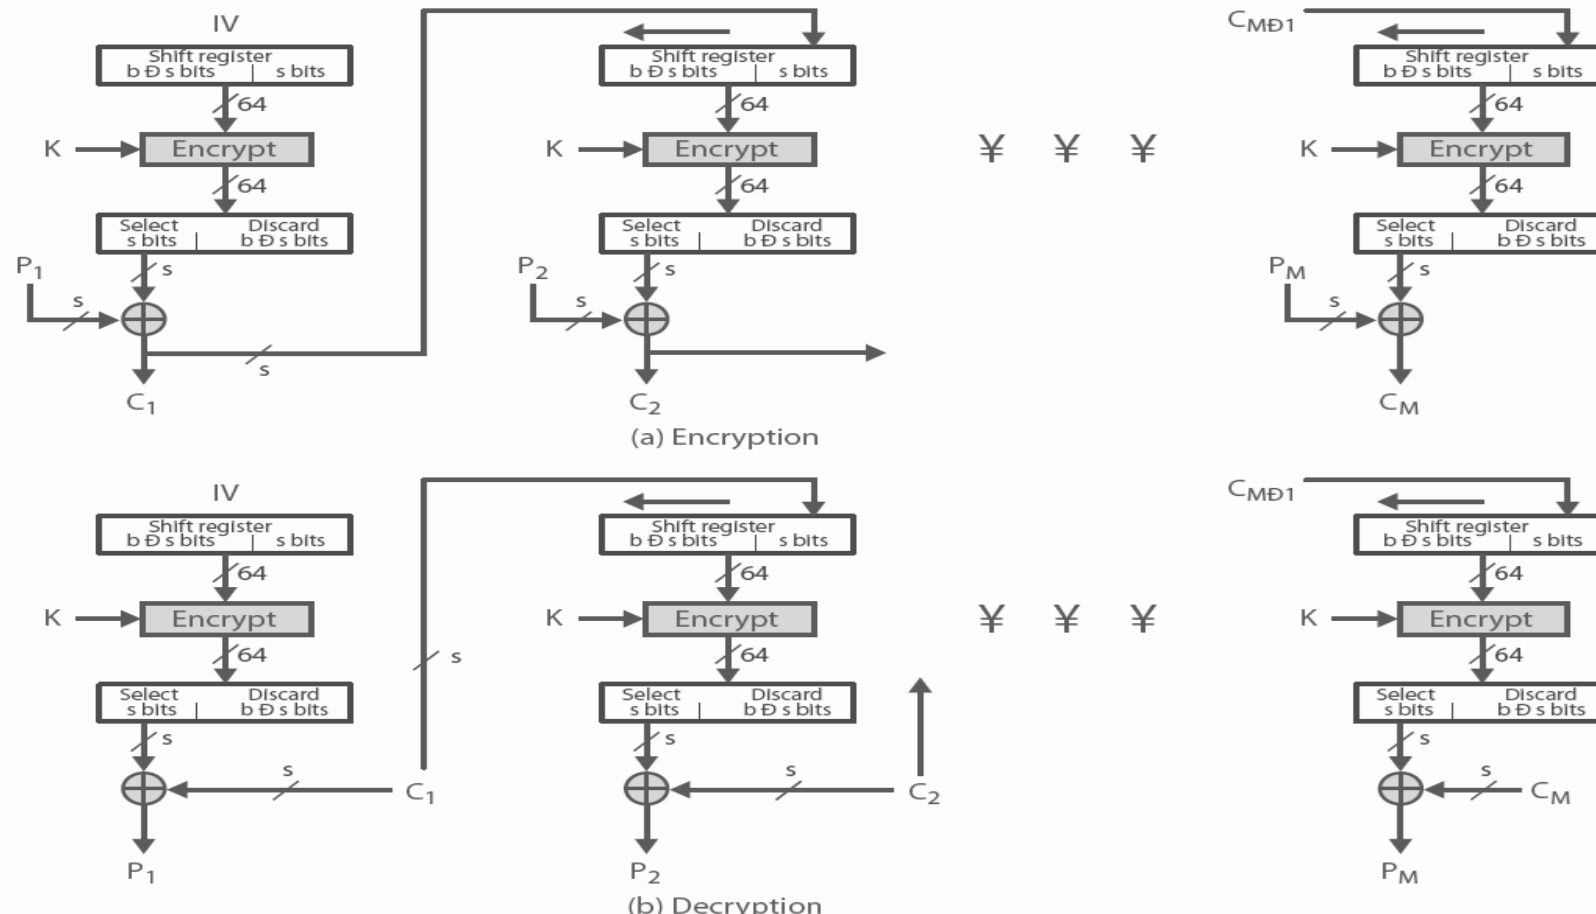 IV
C_MĐ1
Shift register
b Đ s bits | s bits
Shift register
b Đ s bits | s bits
Shift register
b Đ s bits | s bits
64
64
64
K
Encrypt
K
Encrypt
¥ ¥ ¥
K
Encrypt
64
64
64
Select
s bits | Discard
b Đ s bits
Select
s bits | Discard
b Đ s bits
Select
s bits | Discard
b Đ s bits
P1
s
s
P2
s
s
PM
s
s
s
C1
C2
CM
(a) Encryption
IV
C_MĐ1
Shift register
b Đ s bits | s bits
Shift register
b Đ s bits | s bits
Shift register
b Đ s bits | s bits
64
64
64
K
Encrypt
K
Encrypt
¥ ¥ ¥
K
Encrypt
64
s
64
64
Select
s bits | Discard
b Đ s bits
Select
s bits | Discard
b Đ s bits
Select
s bits | Discard
b Đ s bits
s
s
s
s
C1
s
C2
s
CM
P1
P2
PM
(b) Decryption